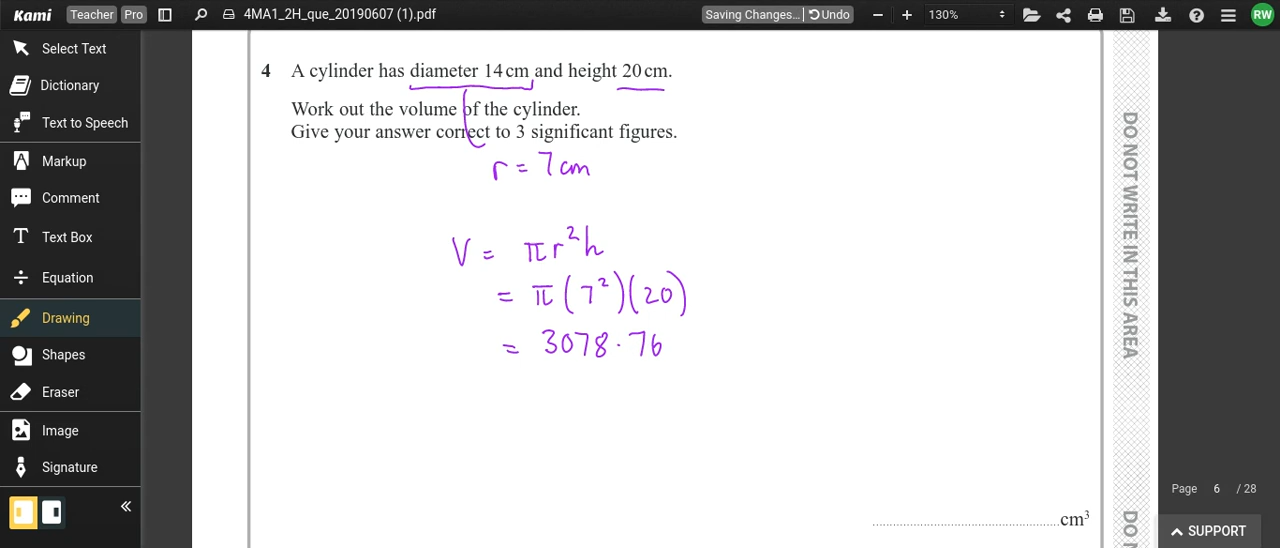 Kami Teacher Pro 4MA1_2H_que_20190607 (1).pdf Saving Changes... Undo 130% RW
Select Text
Dictionary
Text to Speech
Markup
Comment
Text Box
Equation
Drawing
Shapes
Eraser
Image
Signature
4 A cylinder has diameter 14 cm and height 20 cm.
Work out the volume of the cylinder.
Give your answer correct to 3 significant figures.
r = 7 cm
V = πr²h
= π(7²)(20)
= 3078.76
cm³
DO NOT WRITE IN THIS AREA
DO N
Page 6 / 28
SUPPORT